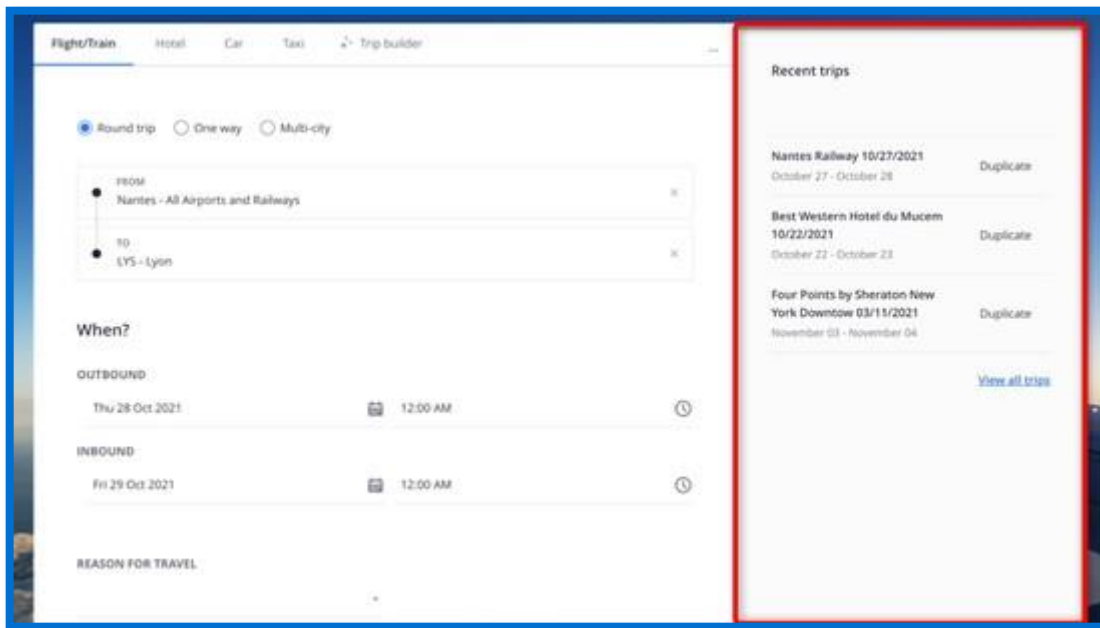 Flight/Train Hotel Car Taxi Trip builder
Round trip One way Multi-city
FROM
Nantes - All Airports and Railways
TO
LYS - Lyon
When?
OUTBOUND
Thu 28 Oct 2021 12:00 AM
INBOUND
Fri 29 Oct 2021 12:00 AM
REASON FOR TRAVEL
Recent trips
Nantes Railway 10/27/2021
October 27 - October 28
Duplicate
Best Western Hotel du Mucem
10/22/2021
October 22 - October 23
Duplicate
Four Points by Sheraton New
York Downtow 03/11/2021
November 03 - November 04
Duplicate
View all trips